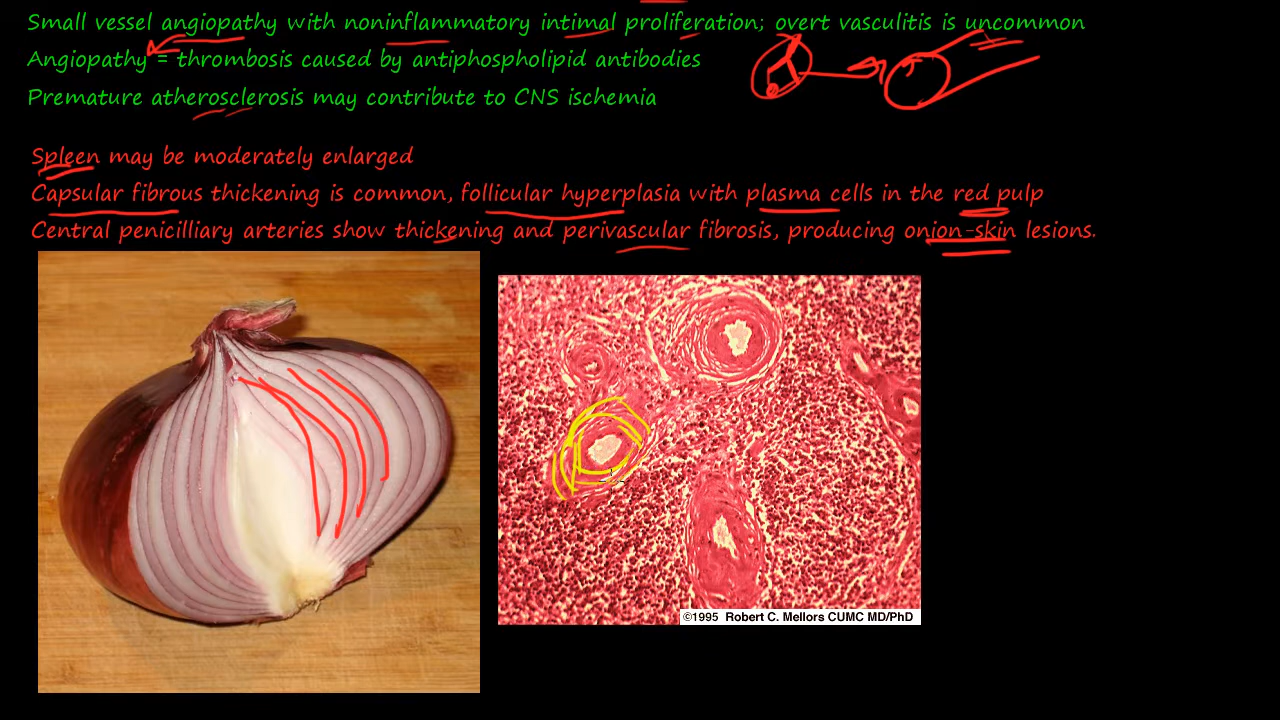 Small vessel angiopathy with noninflammatory intimal proliferation; overt vasculitis is uncommon
Angiopathy = thrombosis caused by antiphospholipid antibodies
Premature atherosclerosis may contribute to CNS ischemia
Spleen may be moderately enlarged
Capsular fibrous thickening is common, follicular hyperplasia with plasma cells in the red pulp
Central penicilliary arteries show thickening and perivascular fibrosis, producing onion-skin lesions.
©1995 Robert C. Mellors CUMC MD/PhD